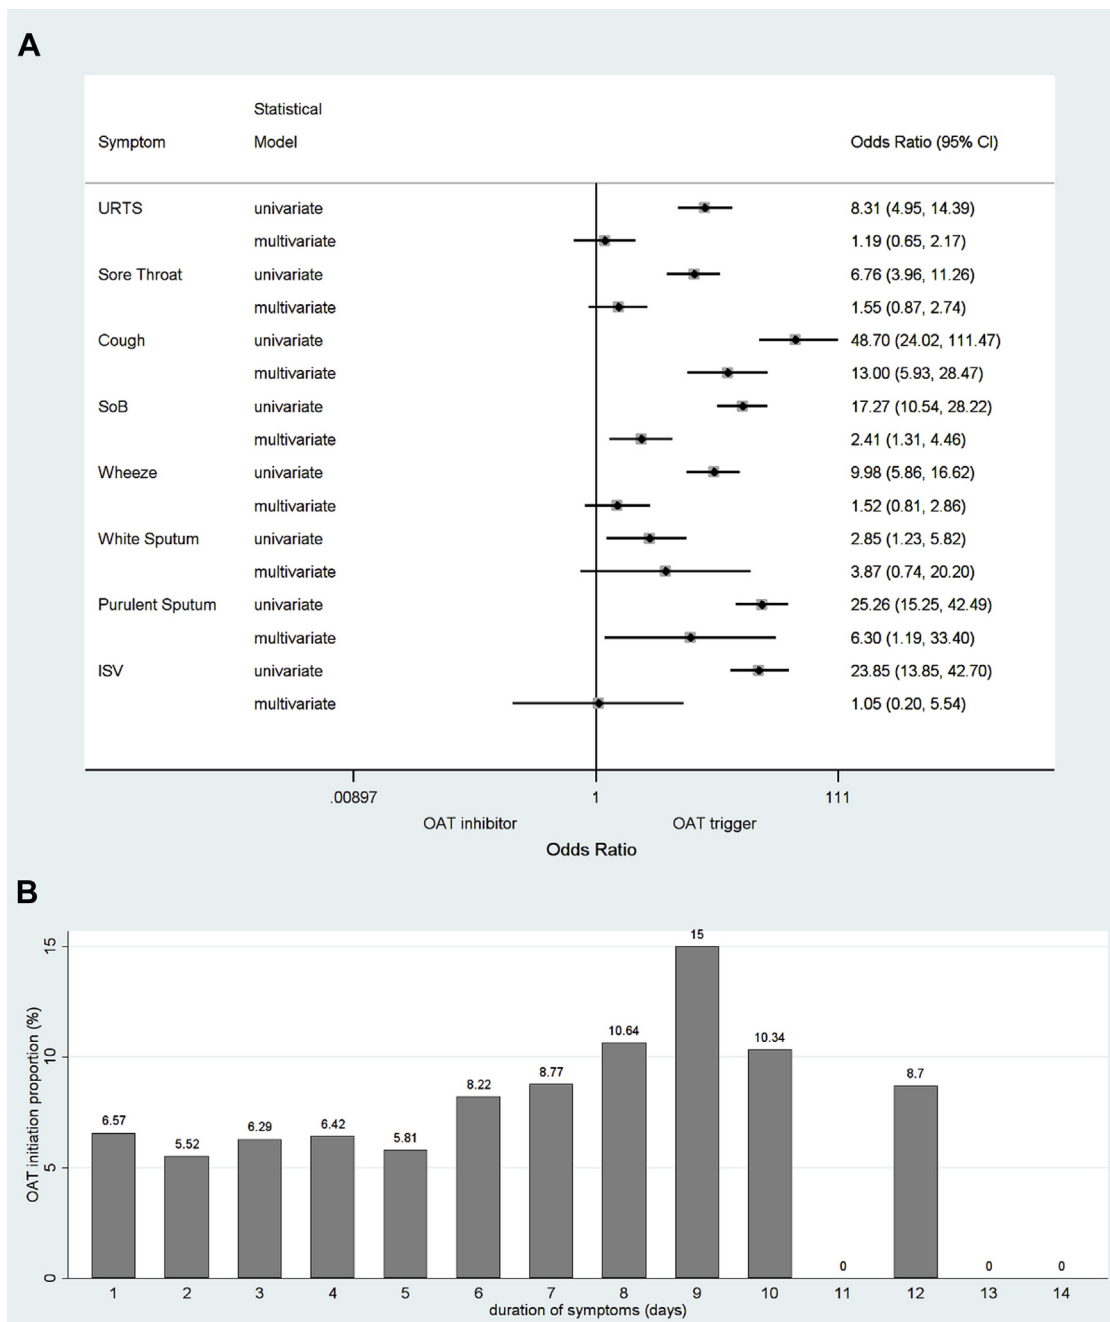 A
Statistical
Symptom Model Odds Ratio (95% CI)
URTS univariate 8.31 (4.95, 14.39)
multivariate 1.19 (0.65, 2.17)
Sore Throat univariate 6.76 (3.96, 11.26)
multivariate 1.55 (0.87, 2.74)
Cough univariate 48.70 (24.02, 111.47)
multivariate 13.00 (5.93, 28.47)
SoB univariate 17.27 (10.54, 28.22)
multivariate 2.41 (1.31, 4.46)
Wheeze univariate 9.98 (5.86, 16.62)
multivariate 1.52 (0.81, 2.86)
White Sputum univariate 2.85 (1.23, 5.82)
multivariate 3.87 (0.74, 20.20)
Purulent Sputum univariate 25.26 (15.25, 42.49)
multivariate 6.30 (1.19, 33.40)
ISV univariate 23.85 (13.85, 42.70)
multivariate 1.05 (0.20, 5.54)
.00897 1 111
OAT inhibitor OAT trigger
Odds Ratio
B
OAT initiation proportion (%)
15
10
5
0
6.57 5.52 6.29 6.42 5.81 8.22 8.77 10.64 15 10.34 0 8.7 0 0
1 2 3 4 5 6 7 8 9 10 11 12 13 14
duration of symptoms (days)